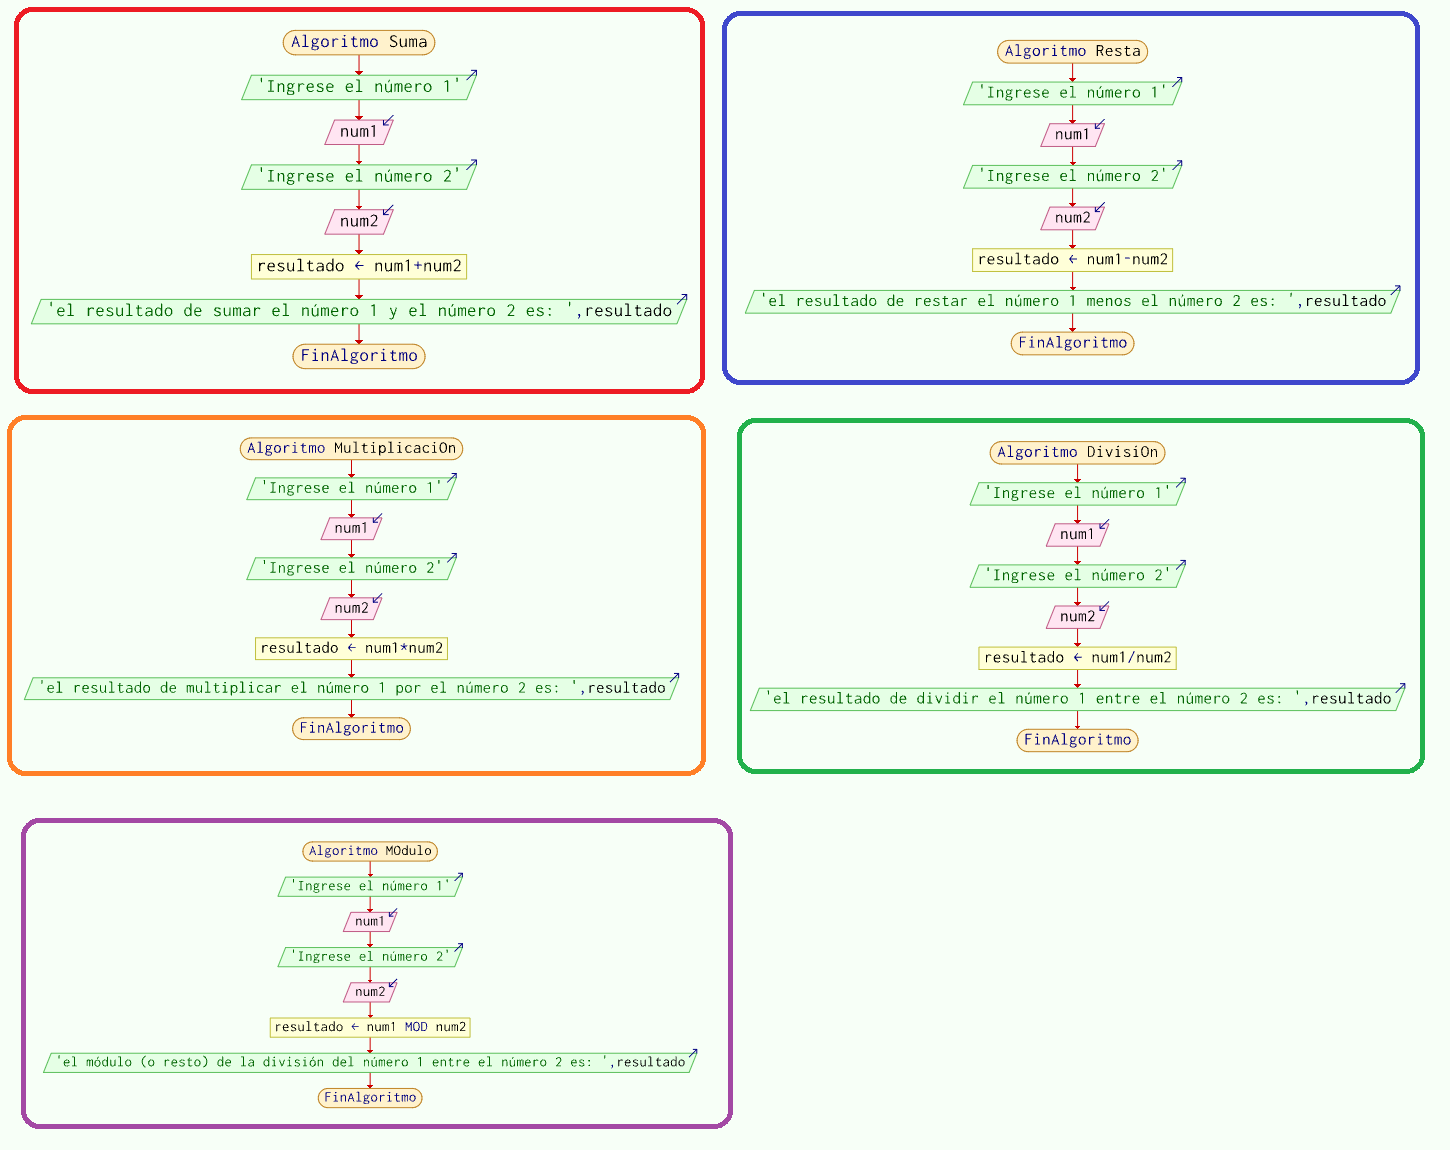 Algoritmo Suma
'Ingrese el número 1'
num1
'Ingrese el número 2'
num2
resultado ← num1+num2
'el resultado de sumar el número 1 y el número 2 es: ',resultado
FinAlgoritmo
Algoritmo Resta
'Ingrese el número 1'
num1
'Ingrese el número 2'
num2
resultado ← num1-num2
'el resultado de restar el número 1 menos el número 2 es: ',resultado
FinAlgoritmo
Algoritmo MultiplicaciOn
'Ingrese el número 1'
num1
'Ingrese el número 2'
num2
resultado ← num1*num2
'el resultado de multiplicar el número 1 por el número 2 es: ',resultado
FinAlgoritmo
Algoritmo DivisiOn
'Ingrese el número 1'
num1
'Ingrese el número 2'
num2
resultado ← num1/num2
'el resultado de dividir el número 1 entre el número 2 es: ',resultado
FinAlgoritmo
Algoritmo MOdulo
'Ingrese el número 1'
num1
'Ingrese el número 2'
num2
resultado ← num1 MOD num2
'el módulo (o resto) de la división del número 1 entre el número 2 es: ',resultado
FinAlgoritmo